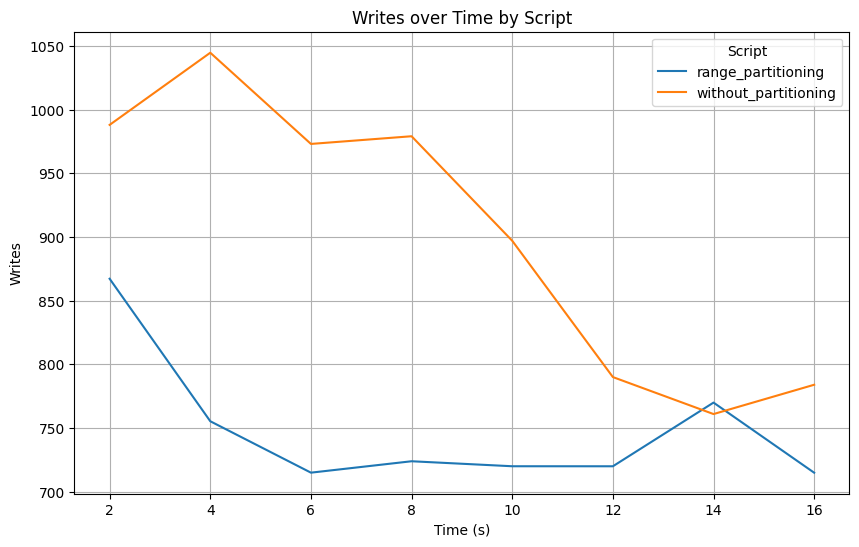 Writes over Time by Script
1050
1000
950
900
850
800
750
700
Writes
2 4 6 8 10 12 14 16
Time (s)
Script
range_partitioning
without_partitioning